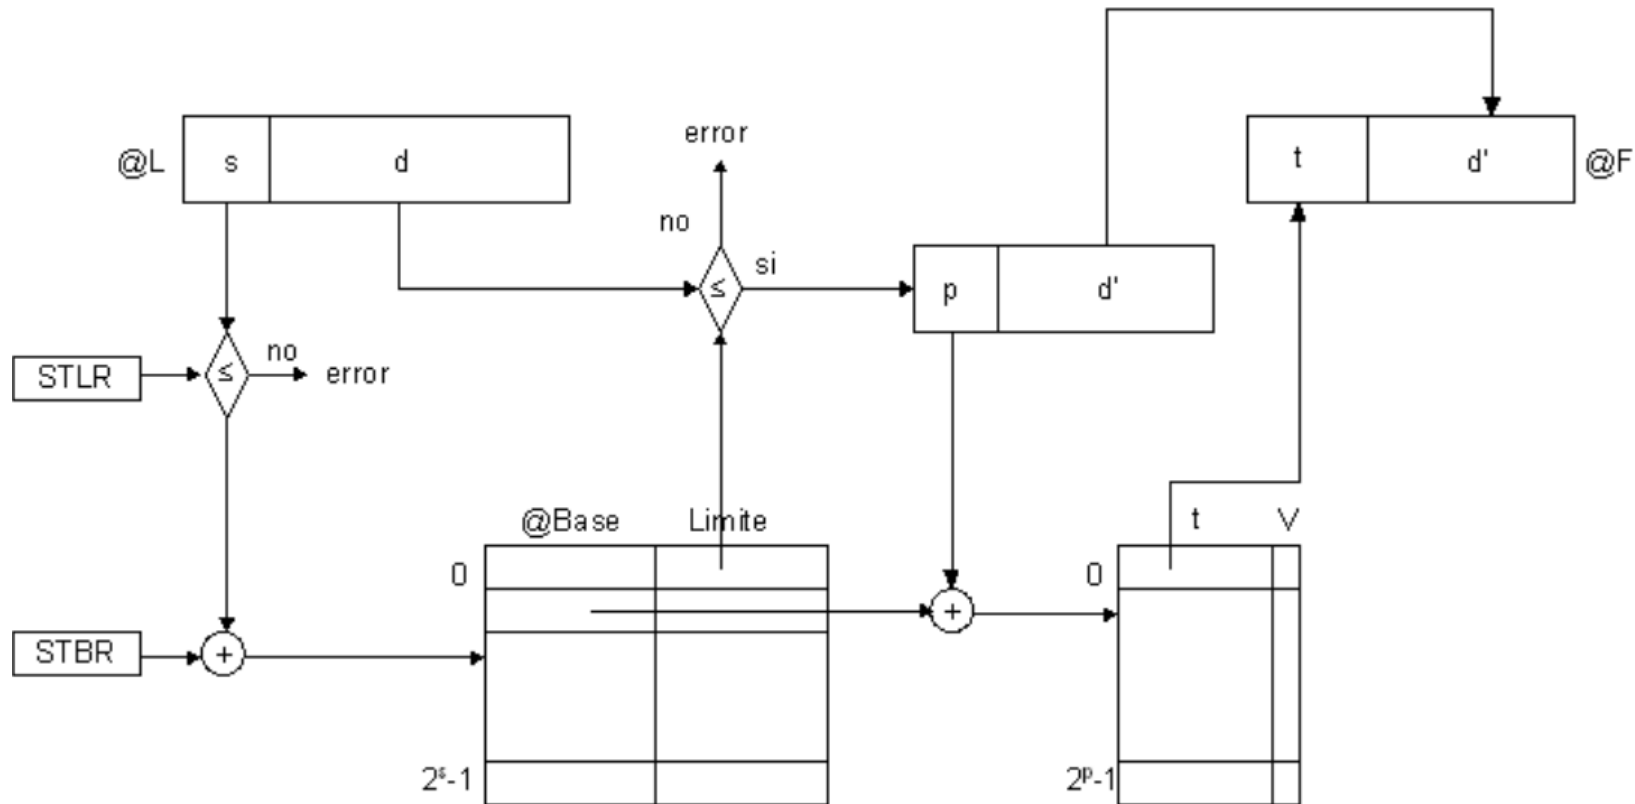 error
@L
s
d
t
d'
@F
no
si
≤
p
d'
STLR
≤
no
error
@Base
Limite
t
V
0
0
+
STBR
+
2ˢ-1
2ᵖ-1